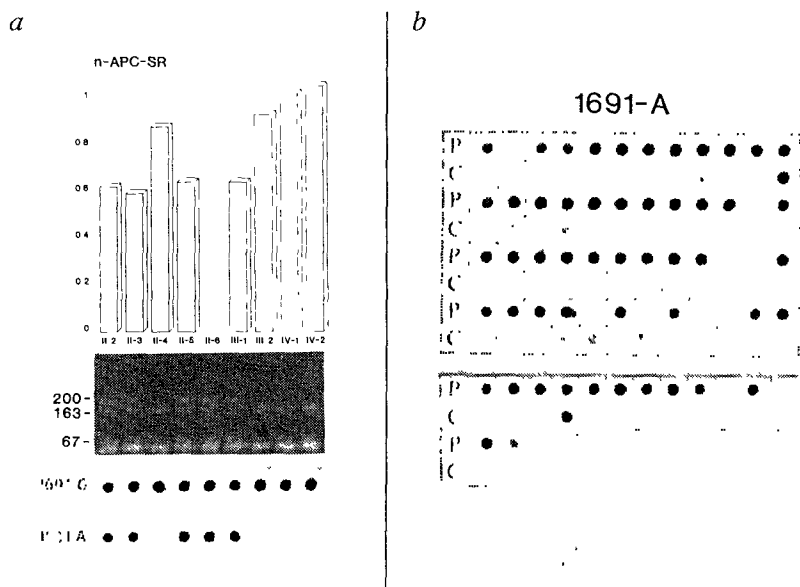 a
n-APC-SR
1
0.8
0.6
0.4
0.2
0
II 2 II-3 II-4 II-5 II-6 III-1 III 2 IV-1 IV-2
200-
163-
67-
b
1691-A
P
C
P
C
P
C
P
C
P
C
P
C